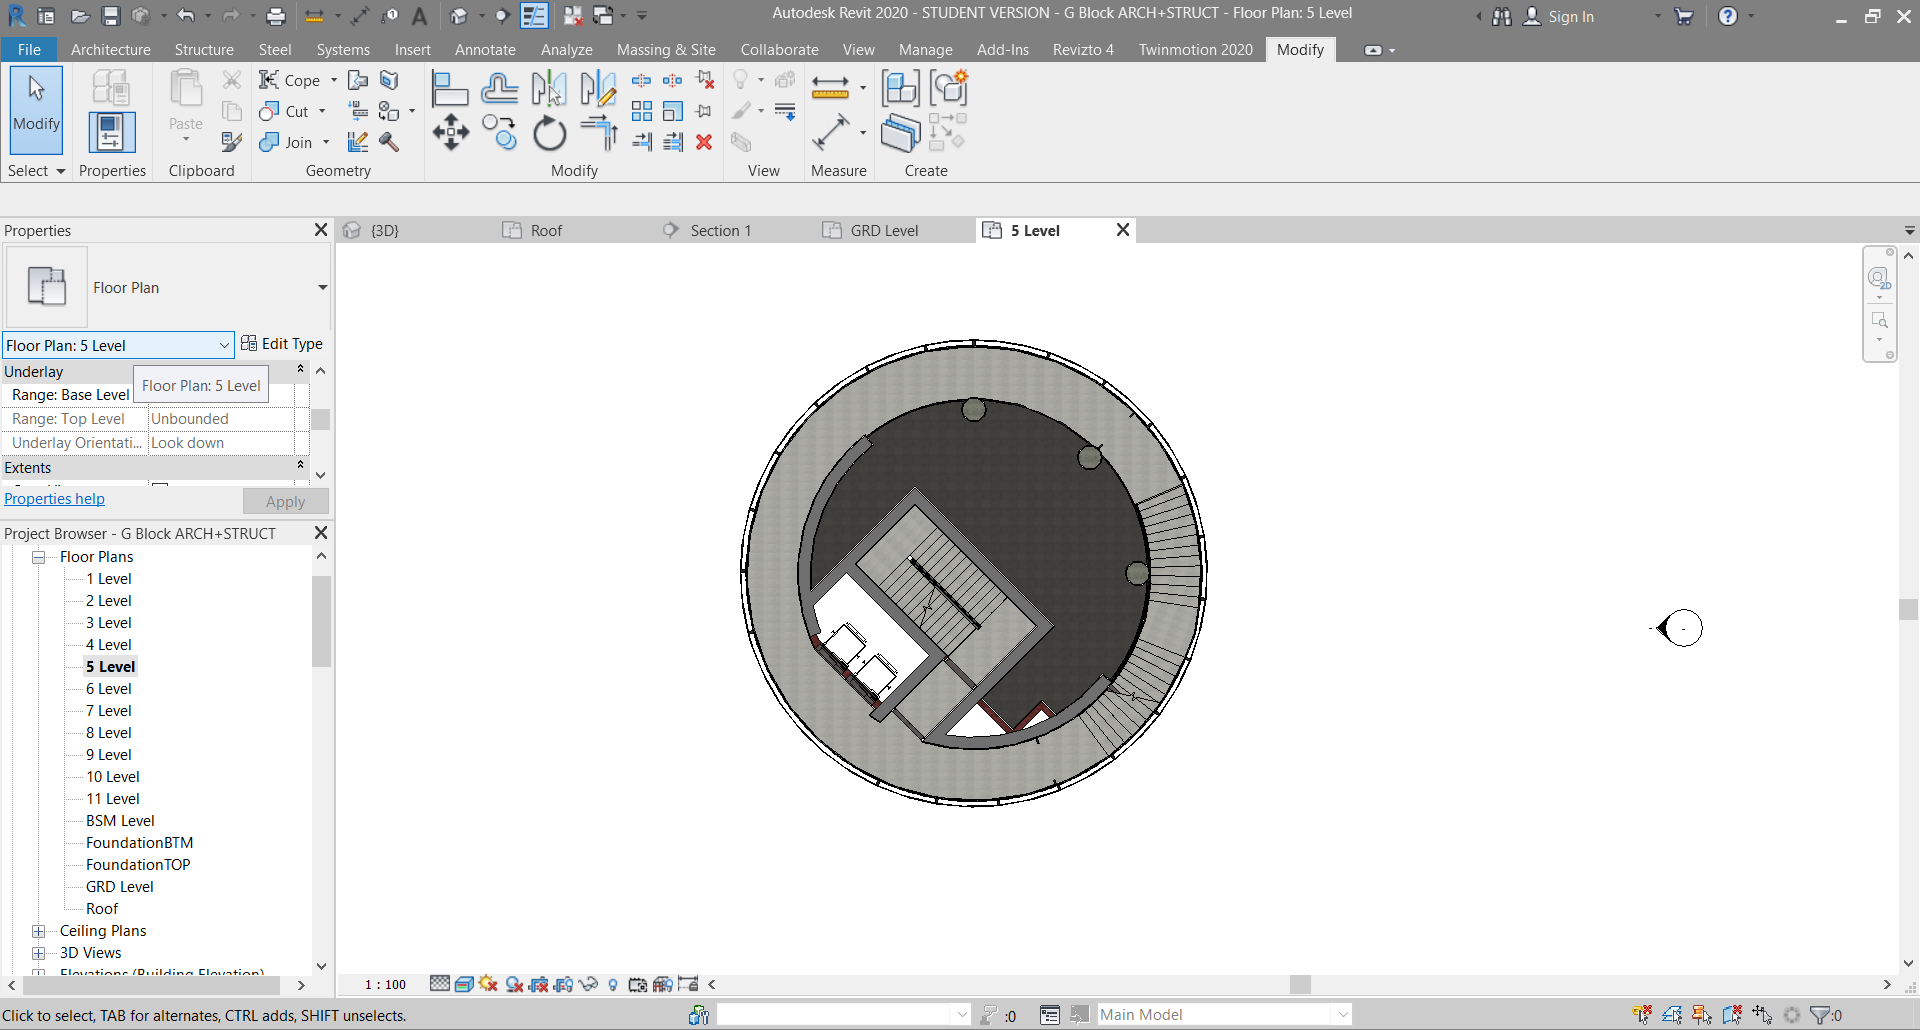 Autodesk Revit 2020 - STUDENT VERSION - G Block ARCH+STRUCT - Floor Plan: 5 Level
Sign In
File Architecture Structure Steel Systems Insert Annotate Analyze Massing & Site Collaborate View Manage Add-Ins Revizto 4 Twinmotion 2020 Modify
Modify
Paste
Cope
Cut
Join
Select Properties Clipboard Geometry Modify View Measure Create
Properties
{3D} Roof Section 1 GRD Level 5 Level
Floor Plan
Floor Plan: 5 Level Edit Type
Underlay
Floor Plan: 5 Level
Range: Base Level
Range: Top Level Unbounded
Underlay Orientati... Look down
Extents
Properties help Apply
Project Browser - G Block ARCH+STRUCT
Floor Plans
1 Level
2 Level
3 Level
4 Level
5 Level
6 Level
7 Level
8 Level
9 Level
10 Level
11 Level
BSM Level
FoundationBTM
FoundationTOP
GRD Level
Roof
Ceiling Plans
3D Views
Elevations (Building Elevation)
2D
1 : 100
Click to select, TAB for alternates, CTRL adds, SHIFT unselects.
:0
Main Model
:0